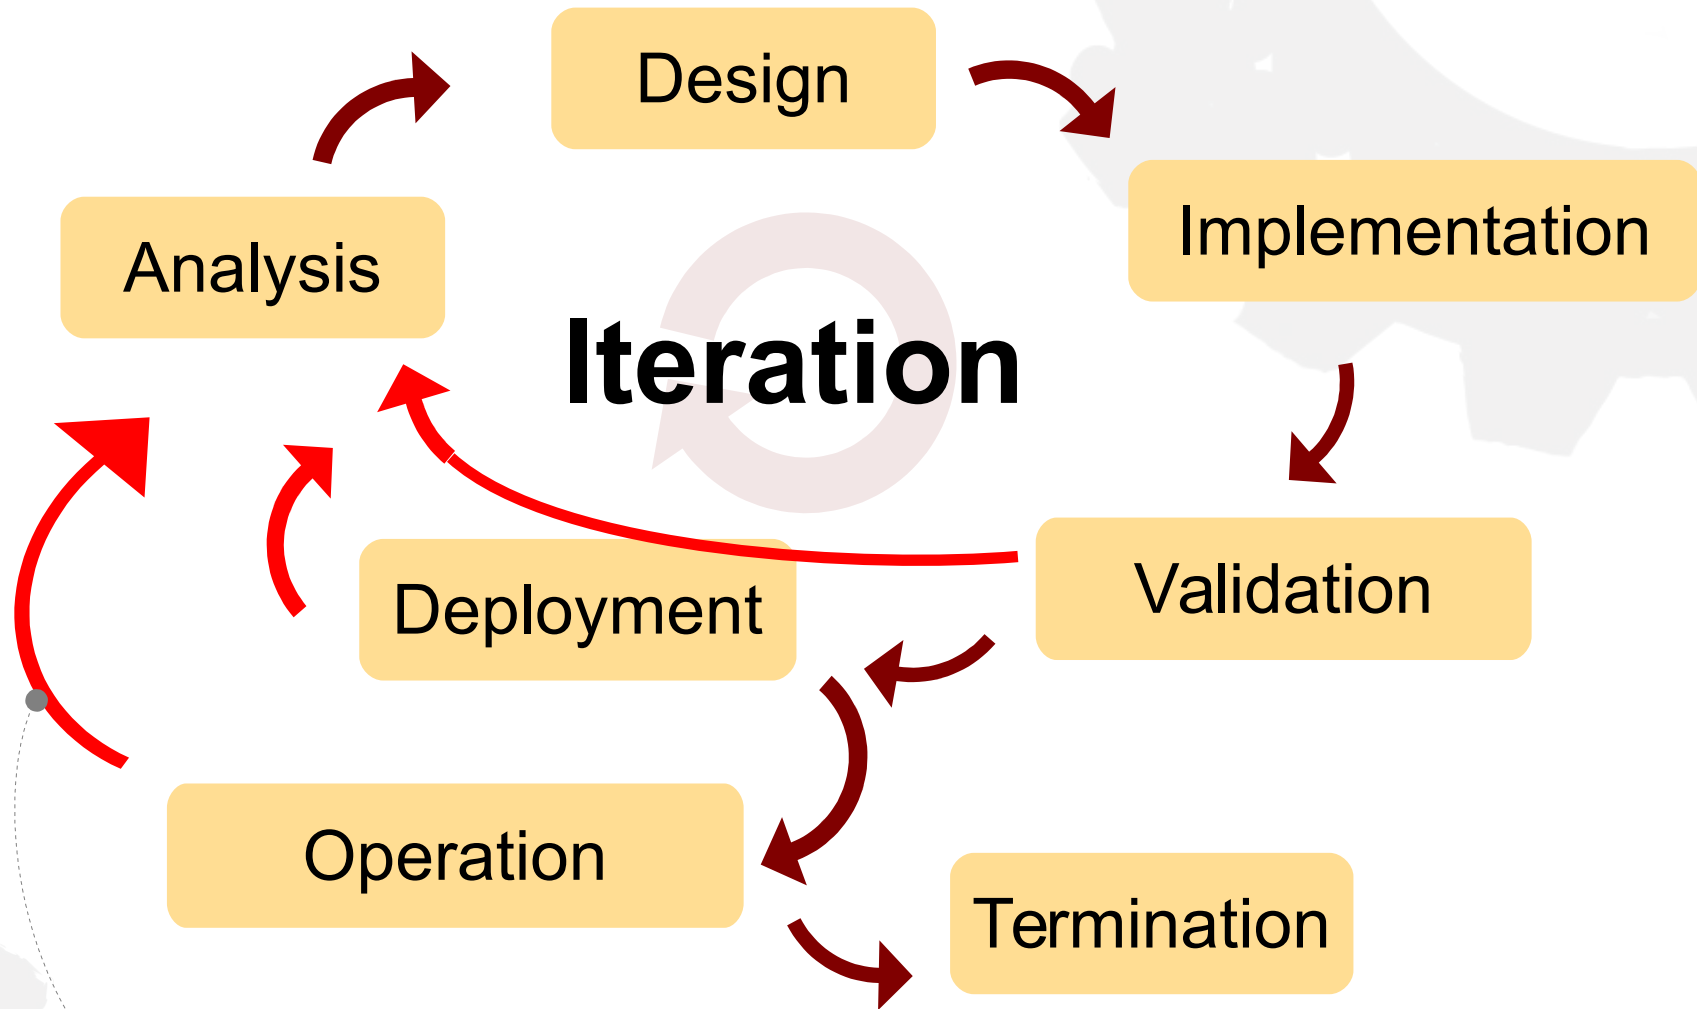 Design
Implementation
Analysis
Iteration
Validation
Deployment
Operation
Termination